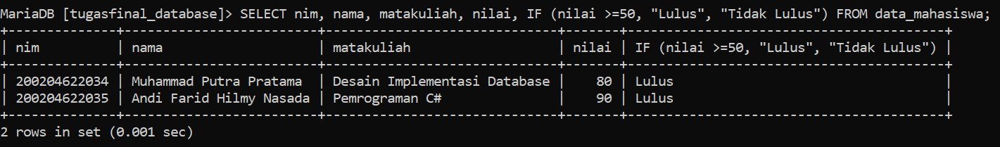 MariaDB [tugasfinal_database]> SELECT nim, nama, matakuliah, nilai, IF (nilai >=50, "Lulus", "Tidak Lulus") FROM data_mahasiswa;
+--------------+-------------------------+------------------------------+-------+--------------------------------------------+
| nim          | nama                    | matakuliah                   | nilai | IF (nilai >=50, "Lulus", "Tidak Lulus") |
+--------------+-------------------------+------------------------------+-------+--------------------------------------------+
| 200204622034 | Muhammad Putra Pratama  | Desain Implementasi Database |    80 | Lulus                                   |
| 200204622035 | Andi Farid Hilmy Nasada | Pemrograman C#               |    90 | Lulus                                   |
+--------------+-------------------------+------------------------------+-------+--------------------------------------------+
2 rows in set (0.001 sec)